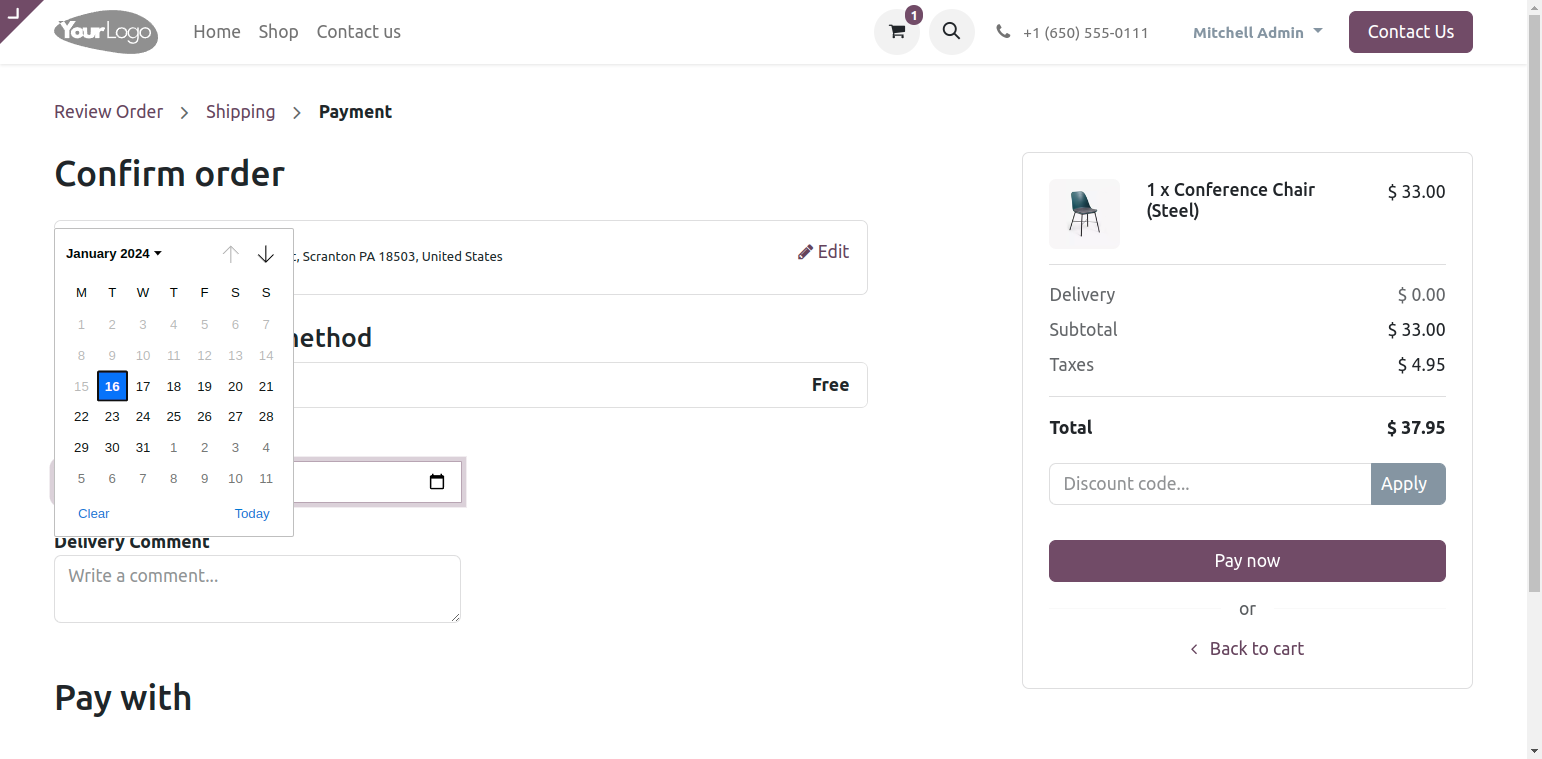 YourLogo
Home Shop Contact us
1
+1 (650) 555-0111
Mitchell Admin
Contact Us
Review Order > Shipping > Payment
Confirm order
, Scranton PA 18503, United States
Edit
January 2024
M T W T F S S
1 2 3 4 5 6 7
8 9 10 11 12 13 14
15 16 17 18 19 20 21
22 23 24 25 26 27 28
29 30 31 1 2 3 4
5 6 7 8 9 10 11
Clear Today
ethod
Free
Delivery Comment
Write a comment...
Pay with
1 x Conference Chair
(Steel)
$ 33.00
Delivery $ 0.00
Subtotal $ 33.00
Taxes $ 4.95
Total $ 37.95
Discount code... Apply
Pay now
or
Back to cart